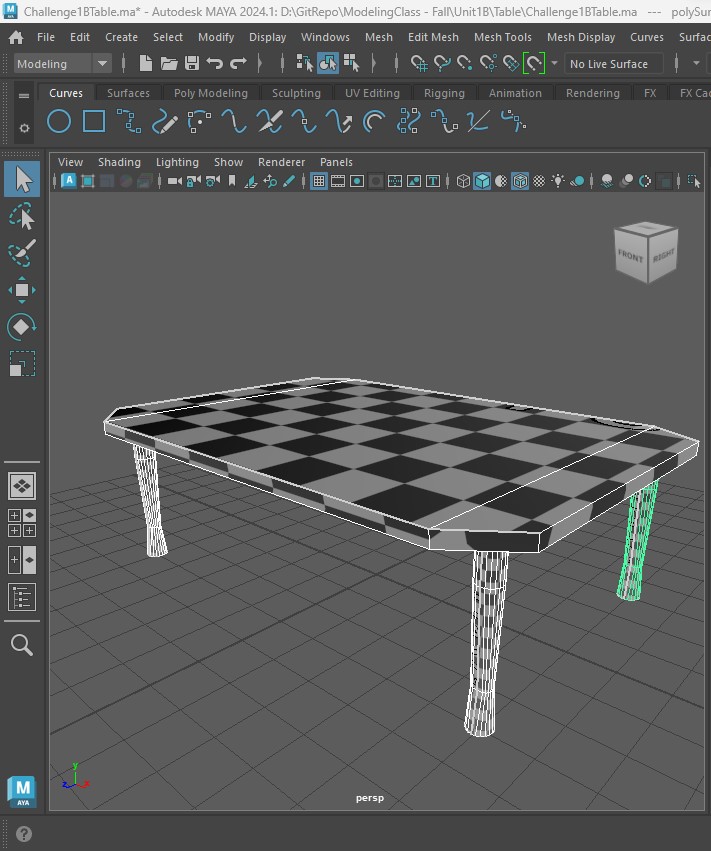 Challenge1BTable.ma* - Autodesk MAYA 2024.1: D:\GitRepo\ModelingClass - Fall\Unit1B\Table\Challenge1BTable.ma --- polySur
File Edit Create Select Modify Display Windows Mesh Edit Mesh Mesh Tools Mesh Display Curves Surfac
Modeling No Live Surface
Curves Surfaces Poly Modeling Sculpting UV Editing Rigging Animation Rendering FX FX Cac
View Shading Lighting Show Renderer Panels
FRONT RIGHT
y
z x
persp
M
AYA